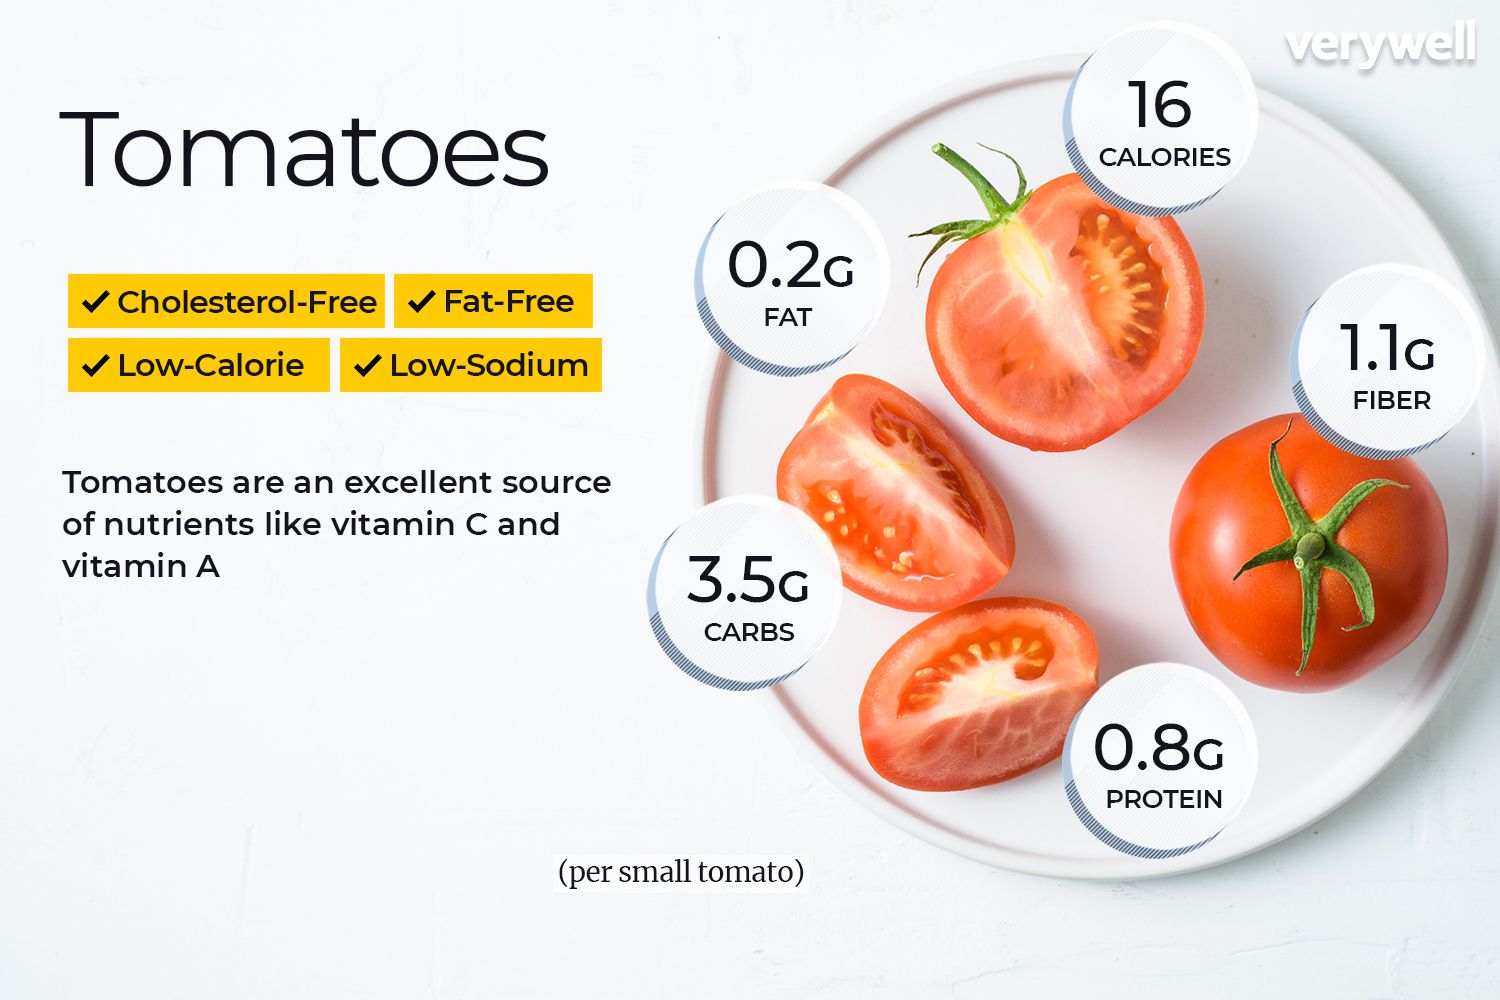 verywell
Tomatoes
Cholesterol-Free
Fat-Free
Low-Calorie
Low-Sodium
Tomatoes are an excellent source
of nutrients like vitamin C and
vitamin A
16
CALORIES
0.2G
FAT
1.1G
FIBER
3.5G
CARBS
0.8G
PROTEIN
(per small tomato)